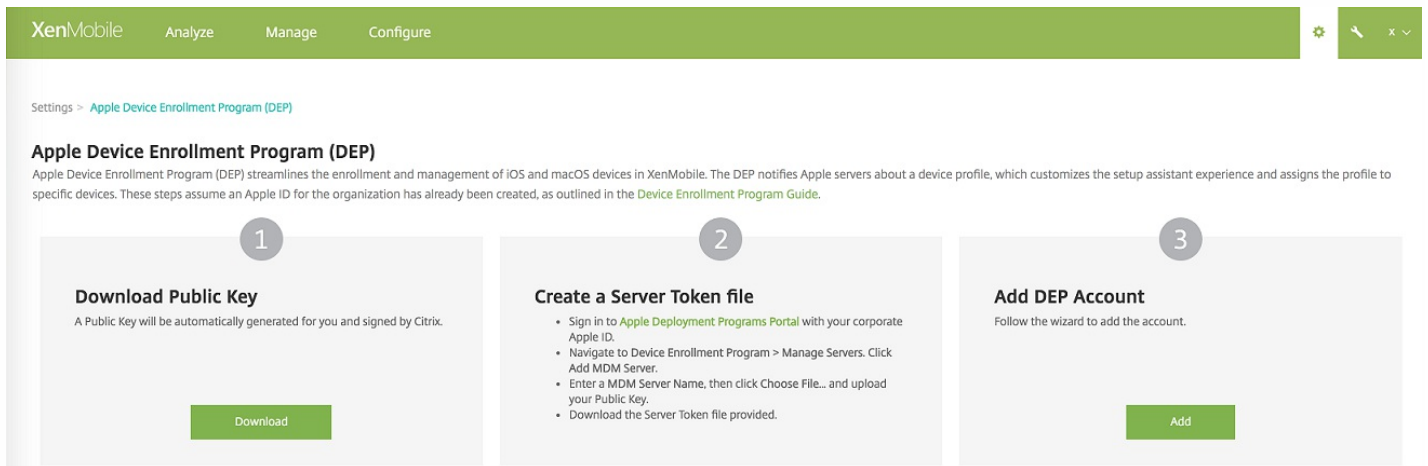 XenMobile Analyze Manage Configure x
Settings > Apple Device Enrollment Program (DEP)
Apple Device Enrollment Program (DEP)
Apple Device Enrollment Program (DEP) streamlines the enrollment and management of iOS and macOS devices in XenMobile. The DEP notifies Apple servers about a device profile, which customizes the setup assistant experience and assigns the profile to
specific devices. These steps assume an Apple ID for the organization has already been created, as outlined in the Device Enrollment Program Guide.
1
Download Public Key
A Public Key will be automatically generated for you and signed by Citrix.
Download
2
Create a Server Token file
• Sign in to Apple Deployment Programs Portal with your corporate
Apple ID.
• Navigate to Device Enrollment Program > Manage Servers. Click
Add MDM Server.
• Enter a MDM Server Name, then click Choose File... and upload
your Public Key.
• Download the Server Token file provided.
3
Add DEP Account
Follow the wizard to add the account.
Add